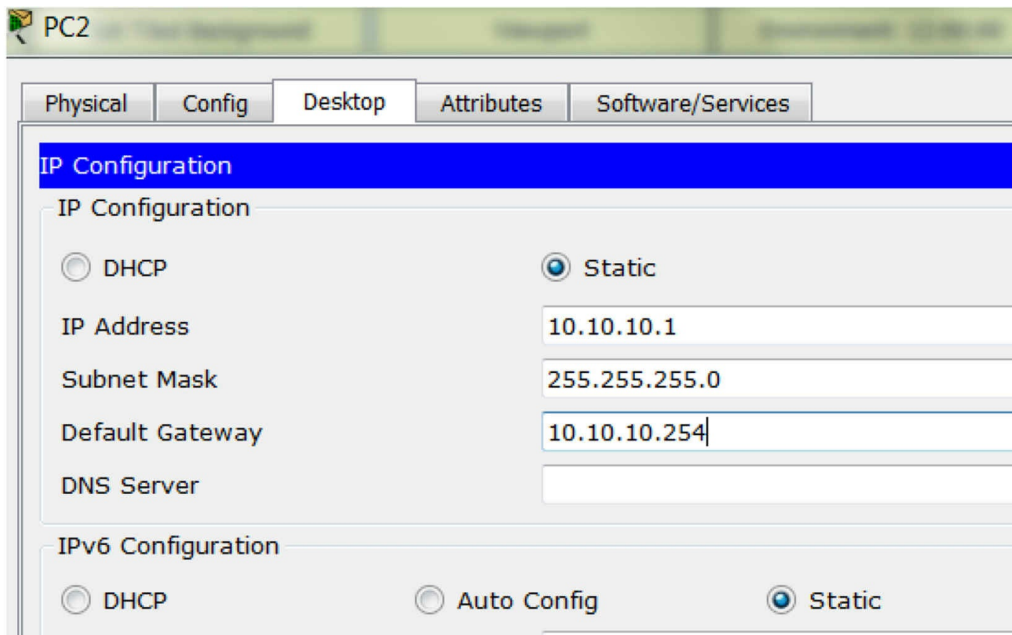 PC2
Physical Config Desktop Attributes Software/Services
IP Configuration
IP Configuration
DHCP Static
IP Address 10.10.10.1
Subnet Mask 255.255.255.0
Default Gateway 10.10.10.254
DNS Server
IPv6 Configuration
DHCP Auto Config Static